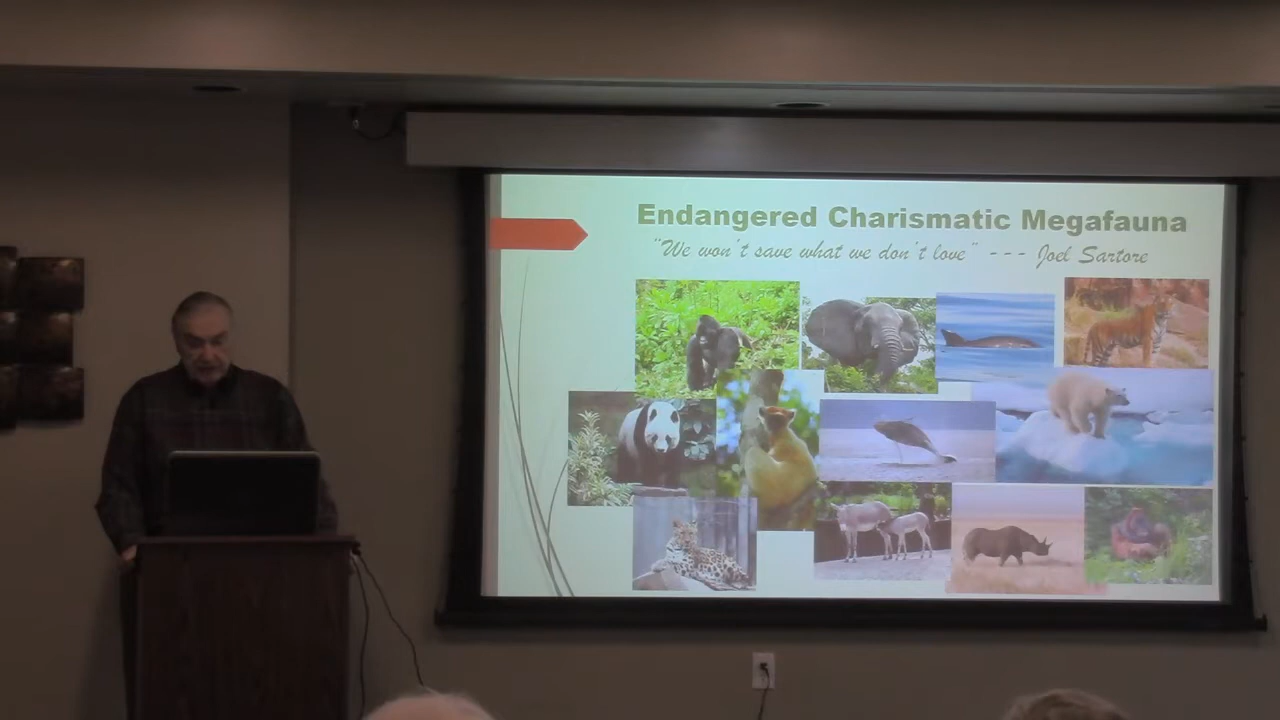 Endangered Charismatic Megafauna
"We won't save what we don't love" --- Joel Sartore